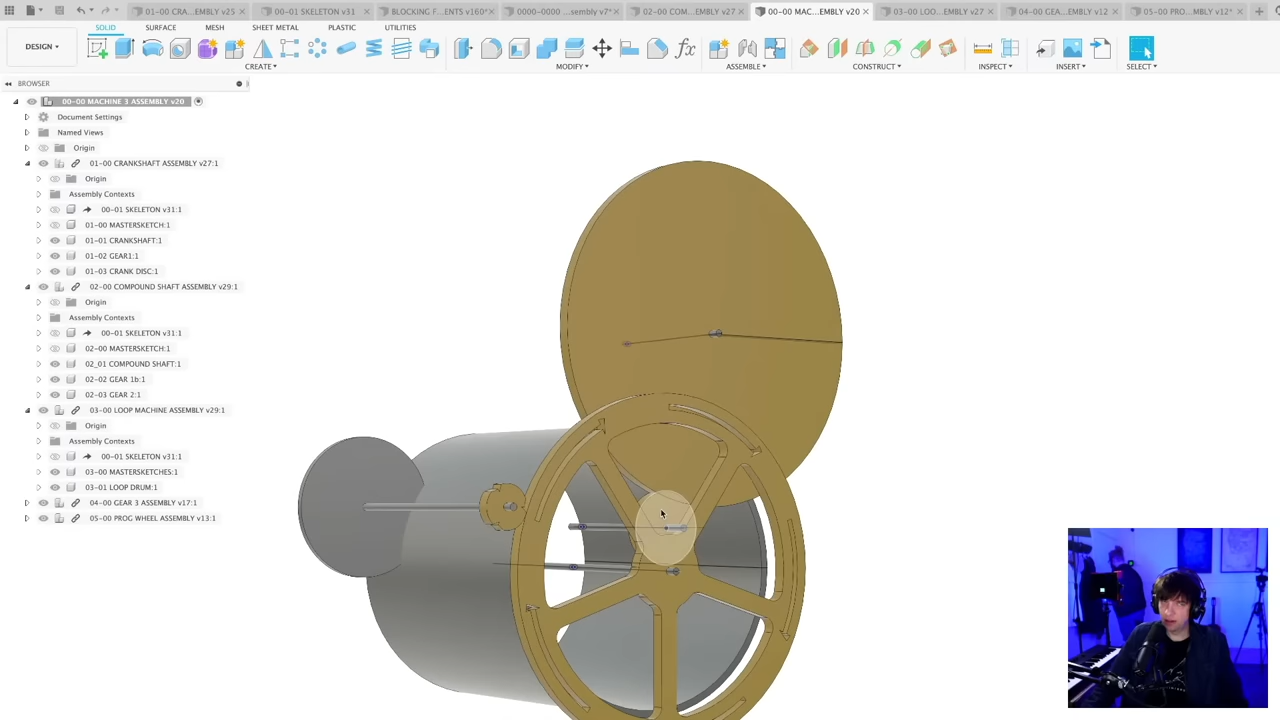 01-00 CRA...EMBLY v25
00-01 SKELETON v31
BLOCKING F...ENTS v160*
0000-0000 ...sembly v7*
02-00 COM...EMBLY v27
00-00 MAC...EMBLY v20
03-00 LOO...EMBLY v27
04-00 GEA...EMBLY v12
05-00 PRO...MBLY v12*
SOLID SURFACE MESH SHEET METAL PLASTIC UTILITIES
DESIGN
CREATE MODIFY ASSEMBLE CONSTRUCT INSPECT INSERT SELECT
BROWSER
00-00 MACHINE 3 ASSEMBLY v20
Document Settings
Named Views
Origin
01-00 CRANKSHAFT ASSEMBLY v27:1
Origin
Assembly Contexts
00-01 SKELETON v31:1
01-00 MASTERSKETCH:1
01-01 CRANKSHAFT:1
01-02 GEAR1:1
01-03 CRANK DISC:1
02-00 COMPOUND SHAFT ASSEMBLY v29:1
Origin
Assembly Contexts
00-01 SKELETON v31:1
02-00 MASTERSKETCH:1
02_01 COMPOUND SHAFT:1
02-02 GEAR 1b:1
02-03 GEAR 2:1
03-00 LOOP MACHINE ASSEMBLY v29:1
Origin
Assembly Contexts
00-01 SKELETON v31:1
03-00 MASTERSKETCHES:1
03-01 LOOP DRUM:1
04-00 GEAR 3 ASSEMBLY v17:1
05-00 PROG WHEEL ASSEMBLY v13:1